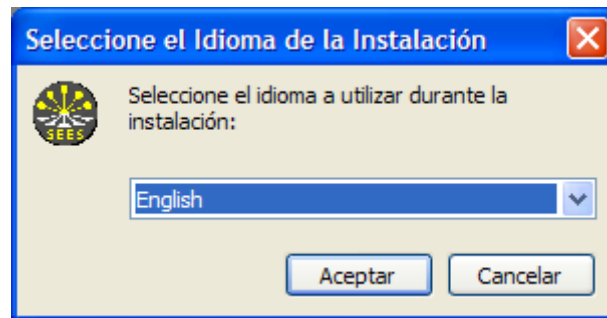 Seleccione el Idioma de la Instalación
Seleccione el idioma a utilizar durante la
instalación:
SEES
English
Aceptar Cancelar